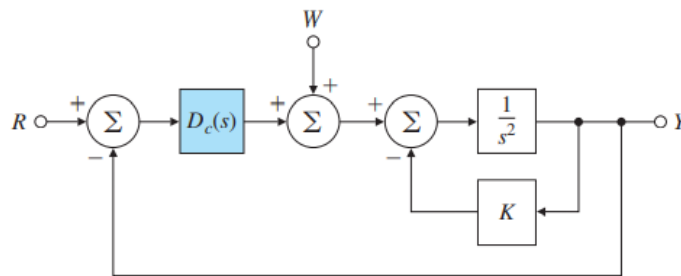 W
+
R + Σ D_c(s) + Σ + Σ 1/s² Y
− −
K